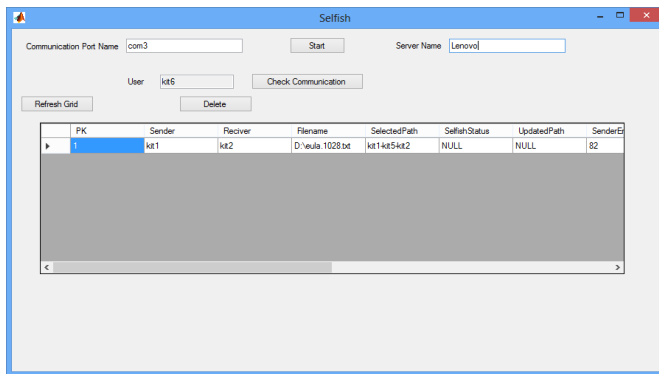 Selfish
Communication Port Name com3 Start Server Name Lenovo
User kit6 Check Communication
Refresh Grid Delete
PK Sender Reciver Filename SelectedPath SelfishStatus UpdatedPath SenderEr
1 kit1 kit2 D:\eula.1028.txt kit1-kit5-kit2 NULL NULL 82